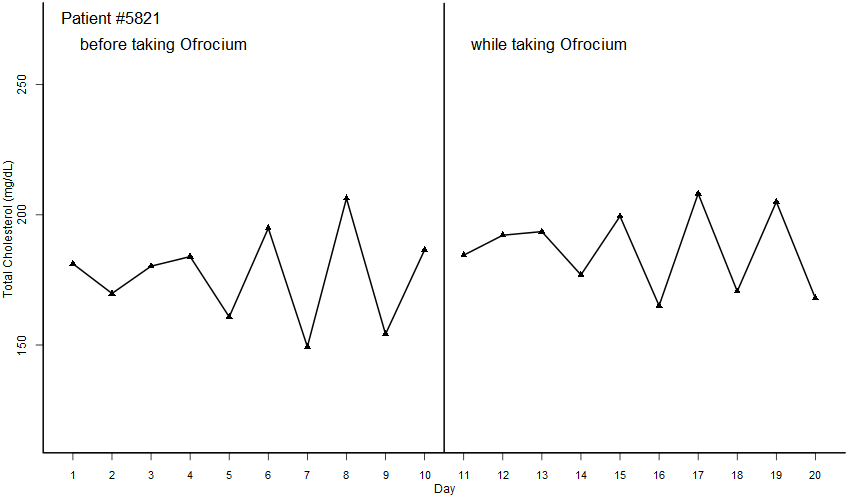 Patient #5821
before taking Ofrocium
while taking Ofrocium
Total Cholesterol (mg/dL)
250
200
150
1 2 3 4 5 6 7 8 9 10 11 12 13 14 15 16 17 18 19 20
Day